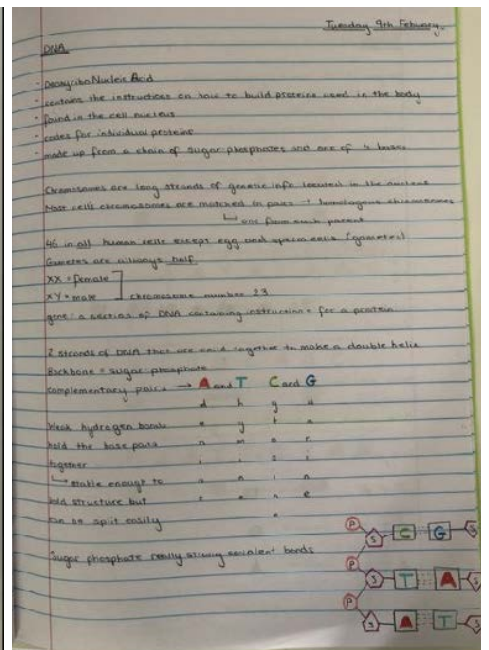 Tuesday 9th February.
DNA
- Deoxyribo Nucleic Acid
- contains the instructions on how to build proteins used in the body
- found in the cell nucleus
- codes for individual proteins
- made up from a chain of sugar phosphates and one of 4 bases
Chromosomes are long strands of genetic info located in the nucleus
Most cells chromosomes are matched in pairs → homologous chromosomes
one from each parent
46 in all human cells except egg and sperm cells (gametes)
Gametes are always half
XX = female
XY = male chromosome number 23
gene: a section of DNA containing instructions for a protein
2 strands of DNA that are together to make a double helix
Backbone = sugar phosphate
complementary pairs → A and T C and G
Weak hydrogen bonds
hold the base pairs
together
stable enough to
hold structure but
can be split easily
Sugar phosphate really strong covalent bonds
P S C G S
P S T A S
P S A T S